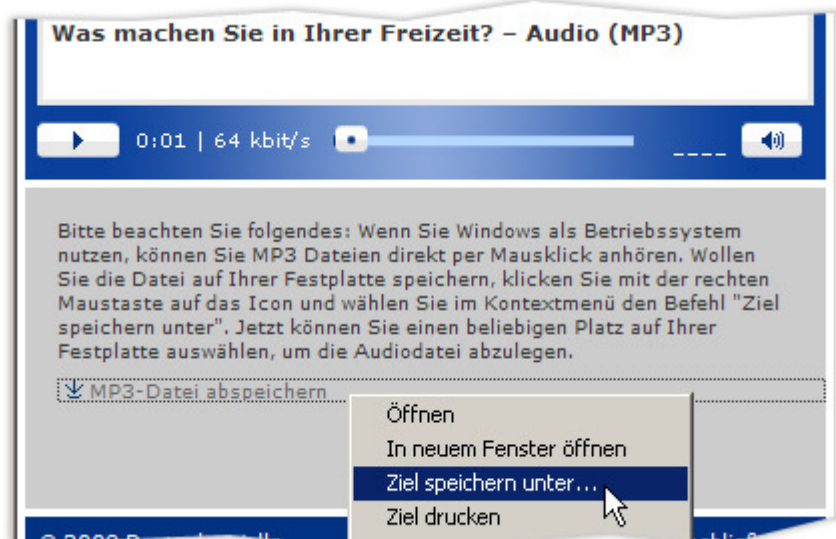 Was machen Sie in Ihrer Freizeit? – Audio (MP3)
0:01 | 64 kbit/s
Bitte beachten Sie folgendes: Wenn Sie Windows als Betriebssystem
nutzen, können Sie MP3 Dateien direkt per Mausklick anhören. Wollen
Sie die Datei auf Ihrer Festplatte speichern, klicken Sie mit der rechten
Maustaste auf das Icon und wählen Sie im Kontextmenü den Befehl "Ziel
speichern unter". Jetzt können Sie einen beliebigen Platz auf Ihrer
Festplatte auswählen, um die Audiodatei abzulegen.
MP3-Datei abspeichern
Öffnen
In neuem Fenster öffnen
Ziel speichern unter...
Ziel drucken